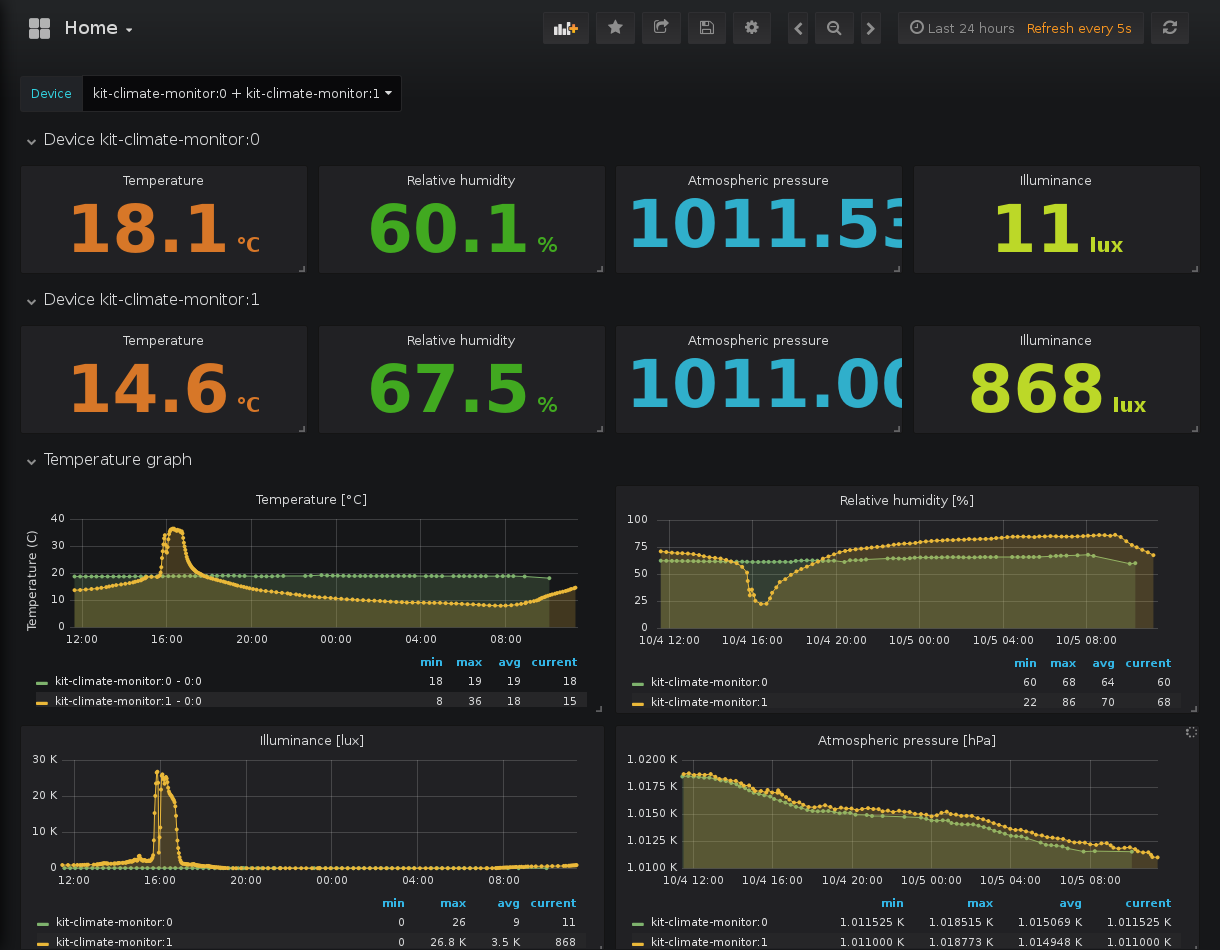 Home
Last 24 hours Refresh every 5s
Device kit-climate-monitor:0 + kit-climate-monitor:1
Device kit-climate-monitor:0
Temperature Relative humidity Atmospheric pressure Illuminance
18.1 °C 60.1 % 1011.53 11 lux
Device kit-climate-monitor:1
Temperature Relative humidity Atmospheric pressure Illuminance
14.6 °C 67.5 % 1011.00 868 lux
Temperature graph
Temperature [°C]
Temperature (C)
40
30
20
10
0
12:00 16:00 20:00 00:00 04:00 08:00
min max avg current
kit-climate-monitor:0 - 0:0 18 19 19 18
kit-climate-monitor:1 - 0:0 8 36 18 15
Relative humidity [%]
100
75
50
25
0
10/4 12:00 10/4 16:00 10/4 20:00 10/5 00:00 10/5 04:00 10/5 08:00
min max avg current
kit-climate-monitor:0 60 68 64 60
kit-climate-monitor:1 22 86 70 68
Illuminance [lux]
30 K
20 K
10 K
0
12:00 16:00 20:00 00:00 04:00 08:00
min max avg current
kit-climate-monitor:0 0 26 9 11
kit-climate-monitor:1 0 26.8 K 3.5 K 868
Atmospheric pressure [hPa]
1.0200 K
1.0175 K
1.0150 K
1.0125 K
1.0100 K
10/4 12:00 10/4 16:00 10/4 20:00 10/5 00:00 10/5 04:00 10/5 08:00
min max avg current
kit-climate-monitor:0 1.011525 K 1.018515 K 1.015069 K 1.011525 K
kit-climate-monitor:1 1.011000 K 1.018773 K 1.014948 K 1.011000 K